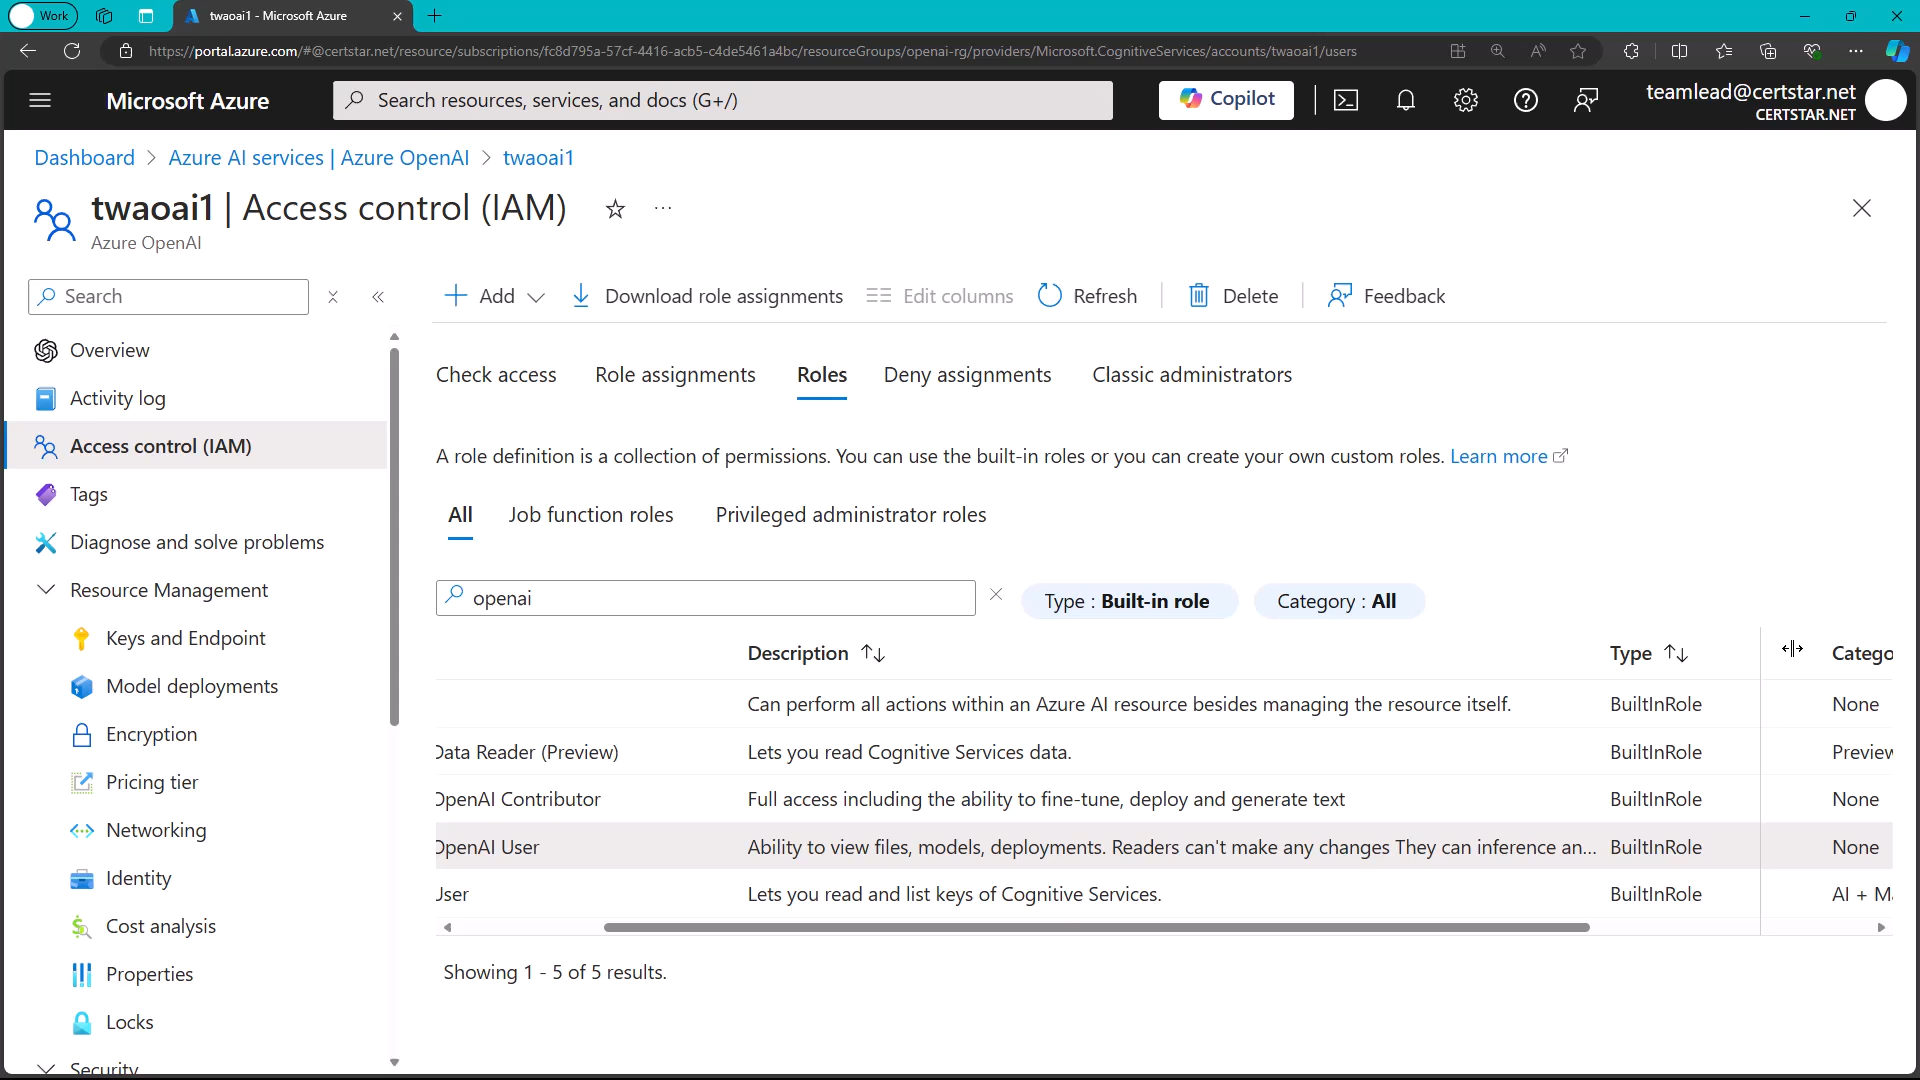 Work
twaoai1 - Microsoft Azure
https://portal.azure.com/#@certstar.net/resource/subscriptions/fc8d795a-57cf-4416-acb5-c4de5461a4bc/resourceGroups/openai-rg/providers/Microsoft.CognitiveServices/accounts/twaoai1/users
Microsoft Azure
Search resources, services, and docs (G+/)
Copilot
teamlead@certstar.net
CERTSTAR.NET
Dashboard > Azure AI services | Azure OpenAI > twaoai1
twaoai1 | Access control (IAM)
Azure OpenAI
Search
Add
Download role assignments
Edit columns
Refresh
Delete
Feedback
Overview
Activity log
Access control (IAM)
Tags
Diagnose and solve problems
Resource Management
Keys and Endpoint
Model deployments
Encryption
Pricing tier
Networking
Identity
Cost analysis
Properties
Locks
Security
Check access Role assignments Roles Deny assignments Classic administrators
A role definition is a collection of permissions. You can use the built-in roles or you can create your own custom roles. Learn more
All Job function roles Privileged administrator roles
openai
Type : Built-in role
Category : All
Description Type Catego
Can perform all actions within an Azure AI resource besides managing the resource itself. BuiltInRole None
Data Reader (Preview) Lets you read Cognitive Services data. BuiltInRole Preview
OpenAI Contributor Full access including the ability to fine-tune, deploy and generate text BuiltInRole None
OpenAI User Ability to view files, models, deployments. Readers can't make any changes They can inference an... BuiltInRole None
User Lets you read and list keys of Cognitive Services. BuiltInRole AI + Ma
Showing 1 - 5 of 5 results.